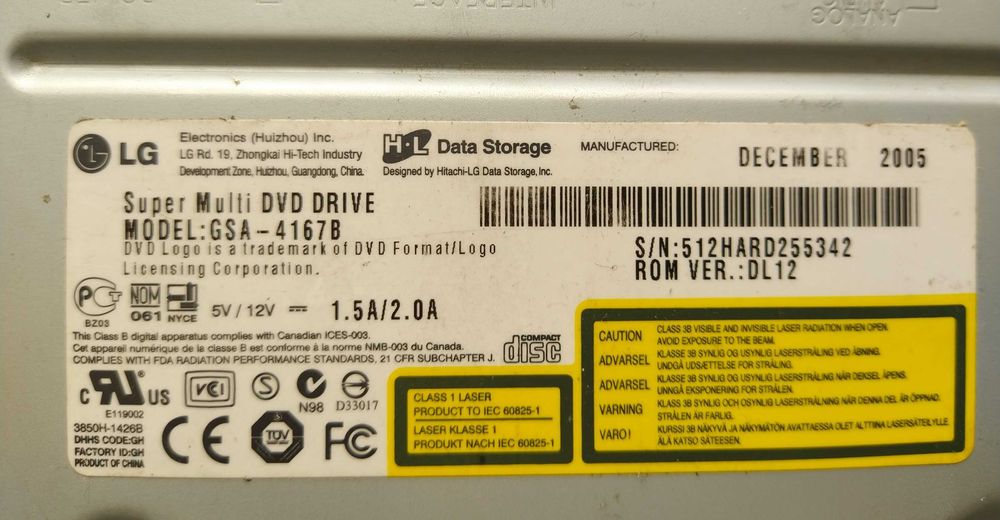 INTERFACE
ANALOG
LG
Electronics (Huizhou) Inc.
LG Rd. 19, Zhongkai Hi-Tech Industry
Development Zone, Huizhou, Guangdong, China.
H·L Data Storage
Designed by Hitachi-LG Data Storage, Inc.
MANUFACTURED:
DECEMBER 2005
Super Multi DVD DRIVE
MODEL:GSA-4167B
DVD Logo is a trademark of DVD Format/Logo
Licensing Corporation.
S/N:512HARD255342
ROM VER.:DL12
BZ03
NOM
061
NYCE
5V / 12V
1.5A/2.0A
This Class B digital apparatus complies with Canadian ICES-003.
Cet appareil numérique de la classe B est conforme à la norme NMB-003 du Canada.
COMPLIES WITH FDA RADIATION PERFORMANCE STANDARDS, 21 CFR SUBCHAPTER J.
COMPACT
disc
c RU US
E119002
VCI
S
N98
D33017
3850H-1426B
DHHS CODE:GH
FACTORY ID:GH
PRODUCT OF CHINA
CE
TÜV
FC
CLASS 1 LASER
PRODUCT TO IEC 60825-1
LASER KLASSE 1
PRODUKT NACH IEC 60825-1
CAUTION CLASS 3B VISIBLE AND INVISIBLE LASER RADIATION WHEN OPEN.
AVOID EXPOSURE TO THE BEAM.
ADVARSEL KLASSE 3B SYNLIG OG USYNLIG LASERSTRÅLING VED ÅBNING.
UNDGÅ UDSÆTTELSE FOR STRÅLING.
ADVARSEL KLASSE 3B SYNLIG OG USYNLIG LASERSTRÅLING NÅR DEKSEL ÅPENS.
UNNGÅ EKSPONERING FOR STRÅLEN.
VARNING KLASS 3B SYNLIG OCH OSYNLIG LASERSTRÅLNING NÄR DENNA DEL ÄR ÖPPNAD.
STRÅLEN ÄR FARLIG.
VARO! KURSSI 3B NÄKYVÄ JA NÄKYMÄTÖN AVATTAESSA OLET ALTTIINA LASERSÄTEILYLLE.
ÄLÄ KATSO SÄTEESEEN.